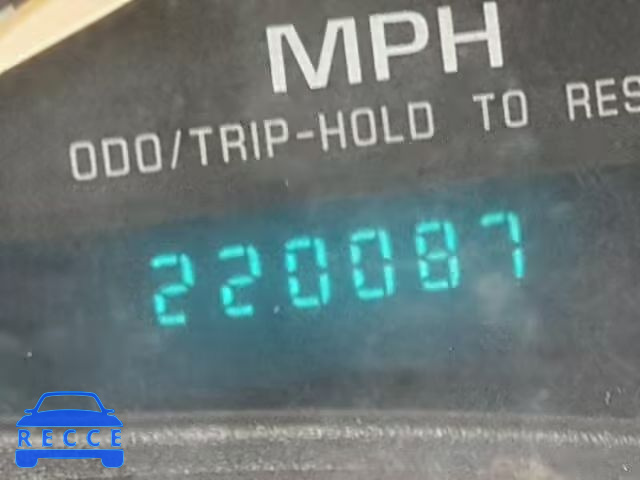 MPH
ODO/TRIP-HOLD TO RES
220087
RECCE